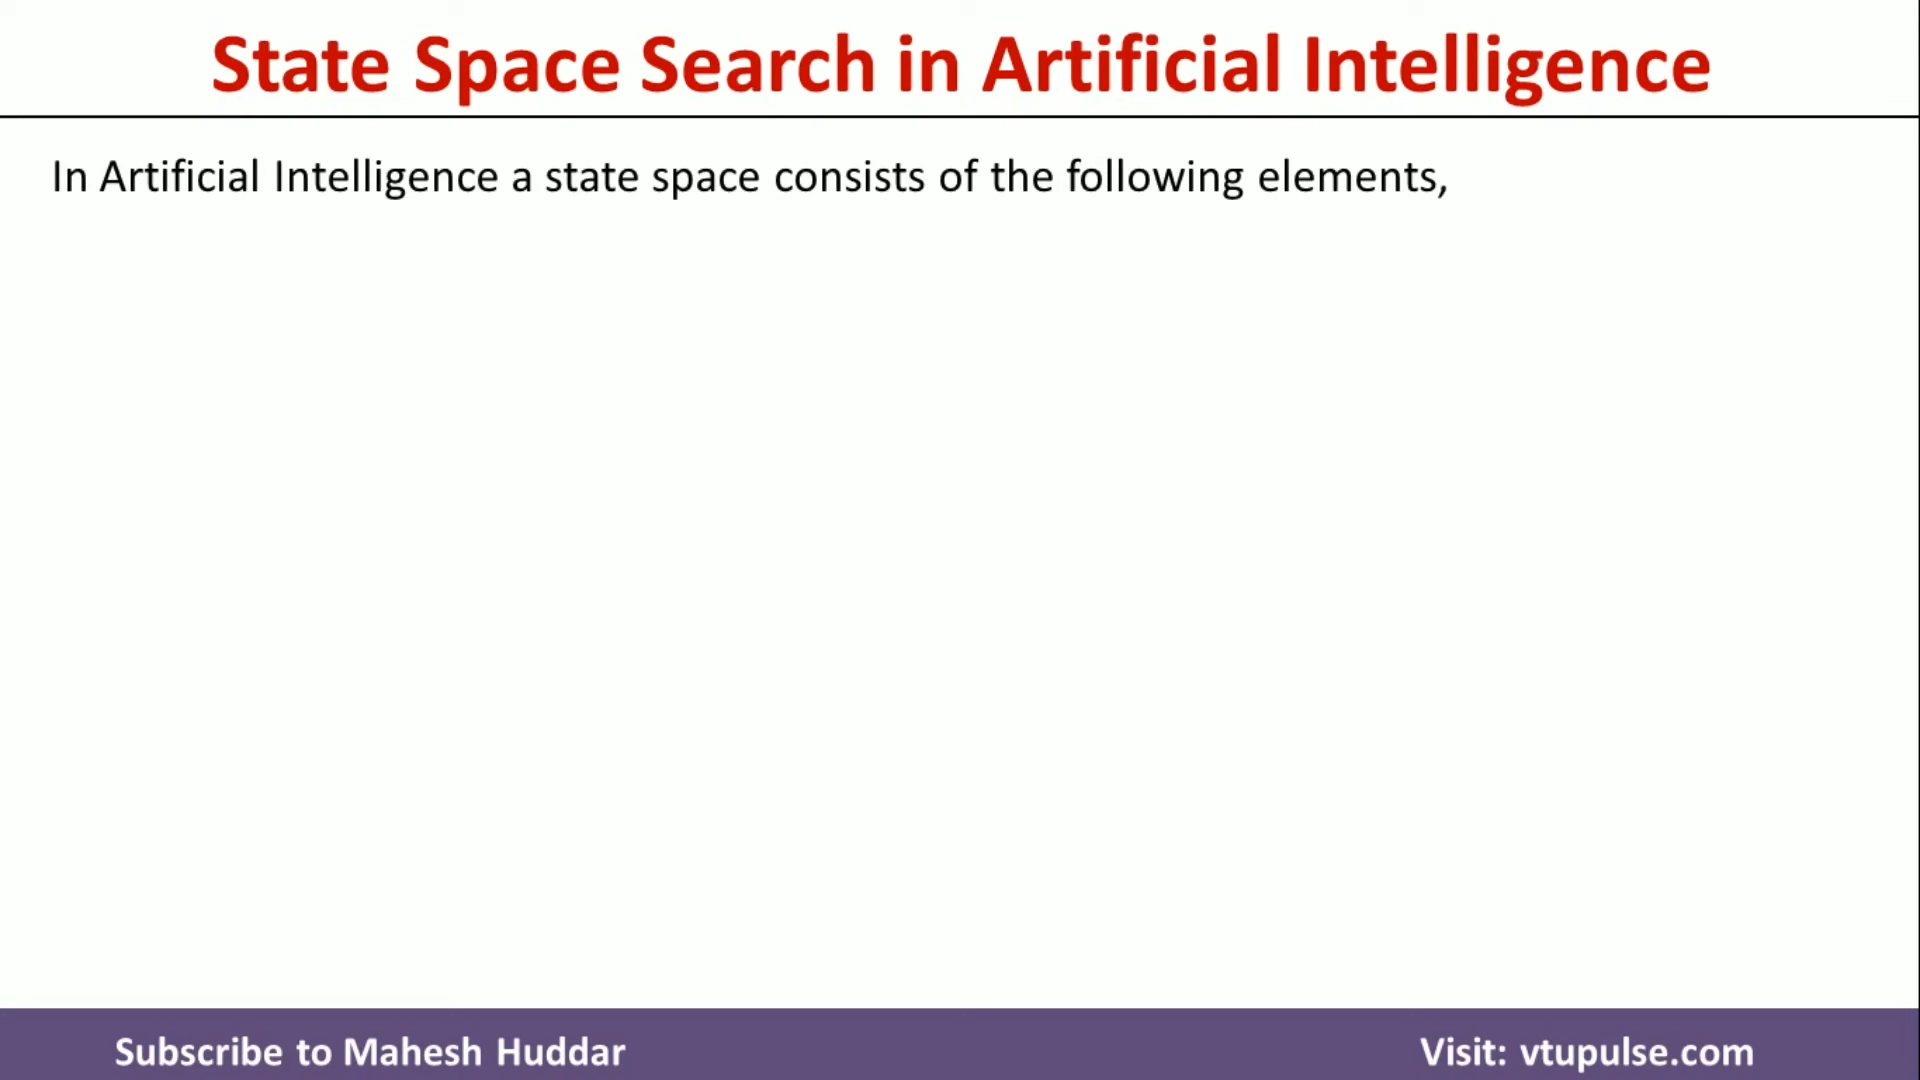 State Space Search in Artificial Intelligence
In Artificial Intelligence a state space consists of the following elements,
Subscribe to Mahesh Huddar
Visit: vtupulse.com